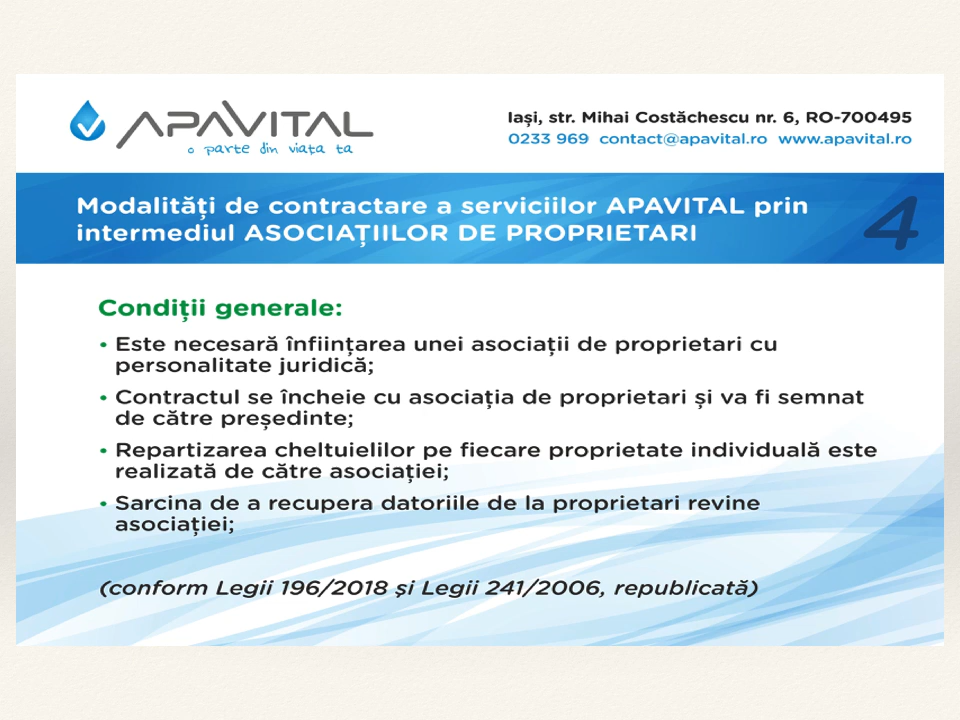 APAVITAL
o parte din viața ta
Iași, str. Mihai Costăchescu nr. 6, RO-700495
0233 969 contact@apavital.ro www.apavital.ro
Modalități de contractare a serviciilor APAVITAL prin
intermediul ASOCIAȚIILOR DE PROPRIETARI
4
Condiții generale:
• Este necesară înființarea unei asociații de proprietari cu
personalitate juridică;
• Contractul se încheie cu asociația de proprietari și va fi semnat
de către președinte;
• Repartizarea cheltuielilor pe fiecare proprietate individuală este
realizată de către asociației;
• Sarcina de a recupera datoriile de la proprietari revine
asociației;
(conform Legii 196/2018 și Legii 241/2006, republicată)